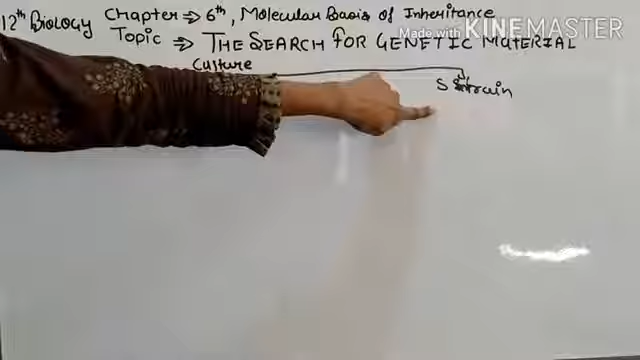 12th Biology Chapter ⇒ 6th, Molecular Basis of Inheritance
Topic ⇒ THE SEARCH FOR GENETIC MATERIAL
Made with KINEMASTER
Culture
S Strain